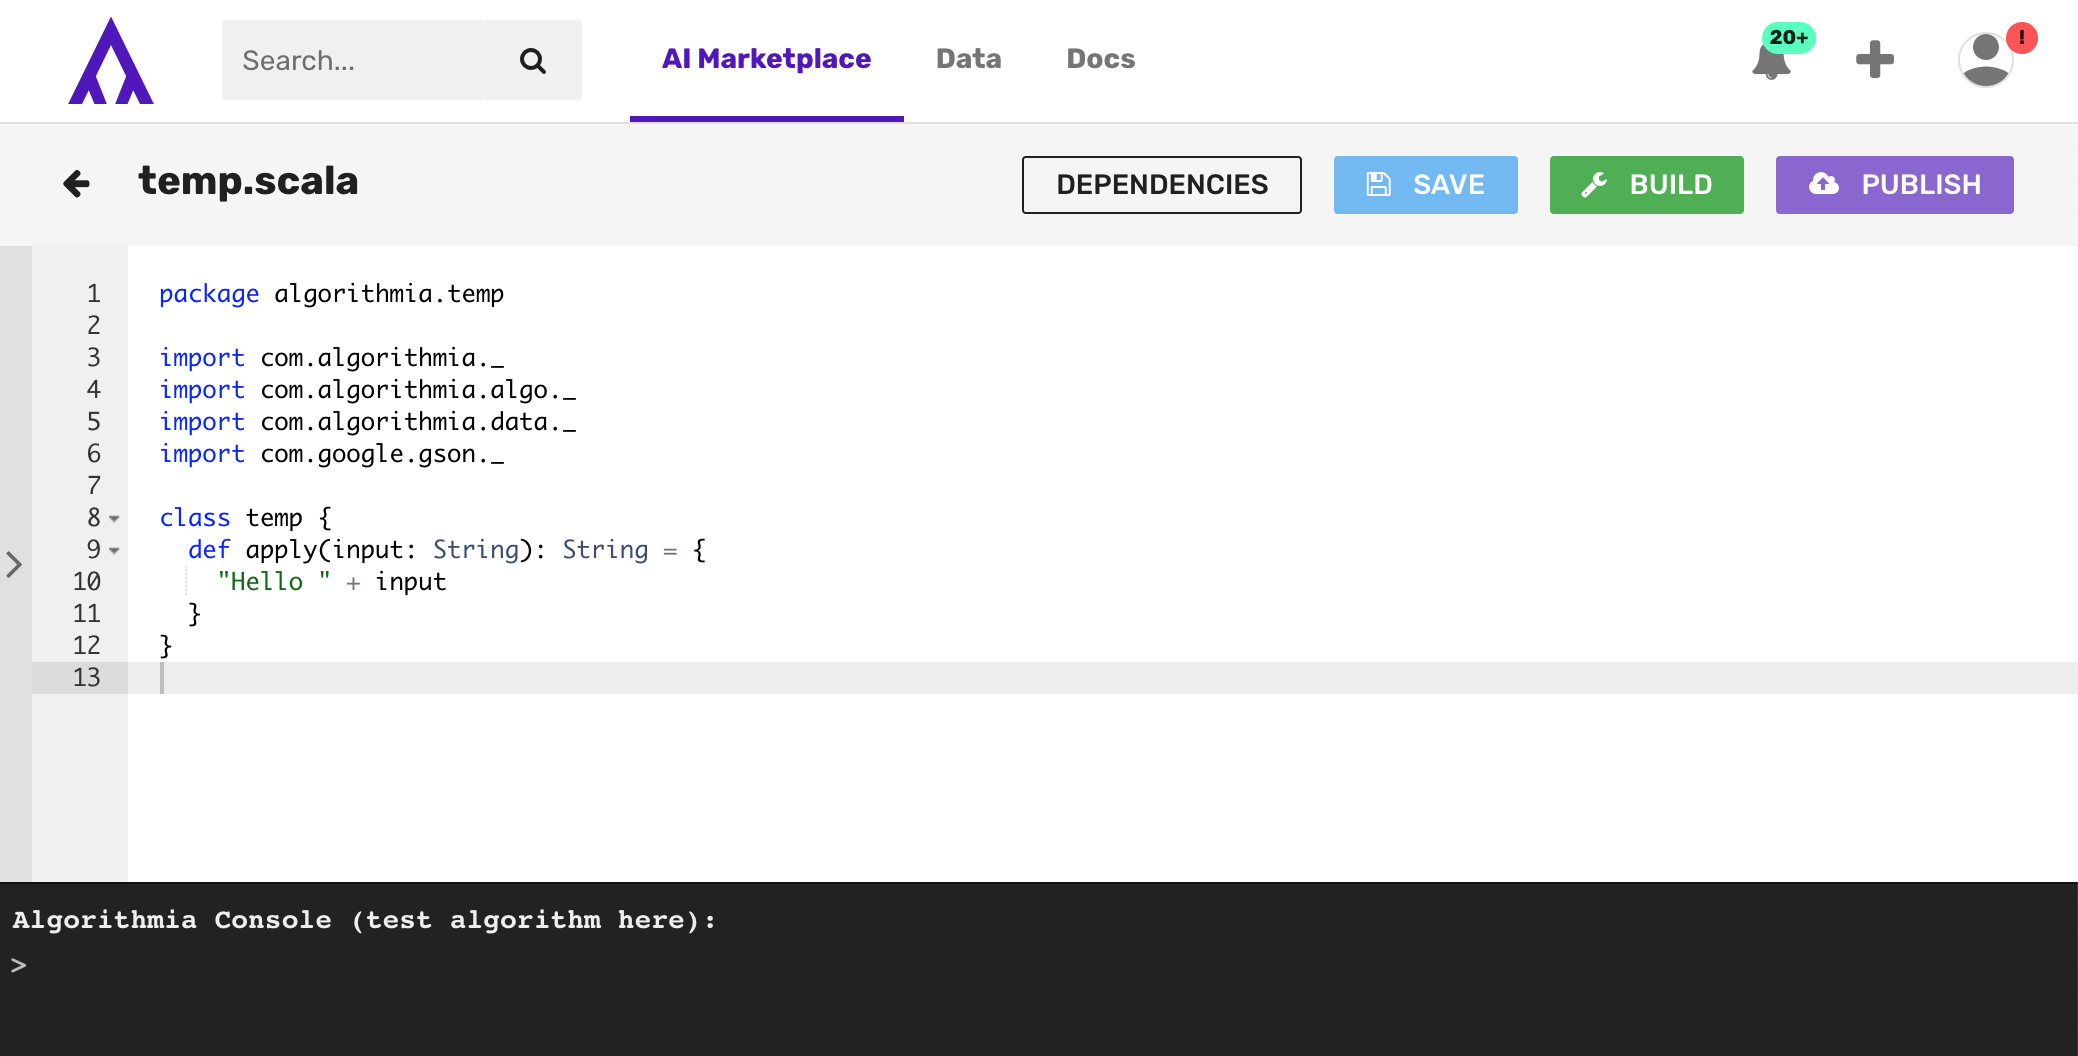 Search...
AI Marketplace
Data
Docs
20+
!
temp.scala
DEPENDENCIES
SAVE
BUILD
PUBLISH
1 package algorithmia.temp
2
3 import com.algorithmia._
4 import com.algorithmia.algo._
5 import com.algorithmia.data._
6 import com.google.gson._
7
8 class temp {
9   def apply(input: String): String = {
10     "Hello " + input
11   }
12 }
13
Algorithmia Console (test algorithm here):
>